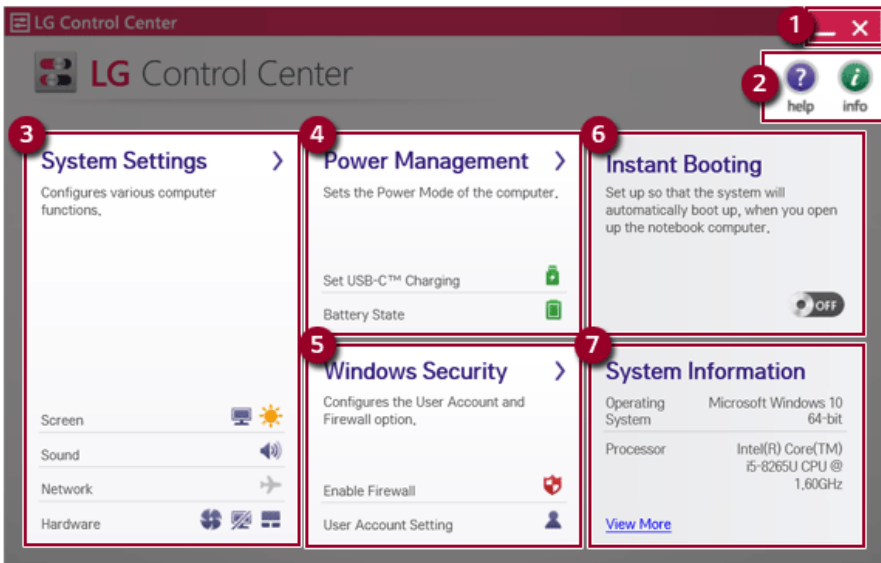 LG Control Center
1
LG Control Center
2
?
i
help
info
3
System Settings
Configures various computer
functions.
Screen
Sound
Network
Hardware
4
Power Management
Sets the Power Mode of the computer.
Set USB-C™ Charging
Battery State
5
Windows Security
Configures the User Account and
Firewall option.
Enable Firewall
User Account Setting
6
Instant Booting
Set up so that the system will
automatically boot up, when you open
up the notebook computer.
OFF
7
System Information
Operating System
Microsoft Windows 10
64-bit
Processor
Intel(R) Core(TM)
i5-8265U CPU @
1.60GHz
View More